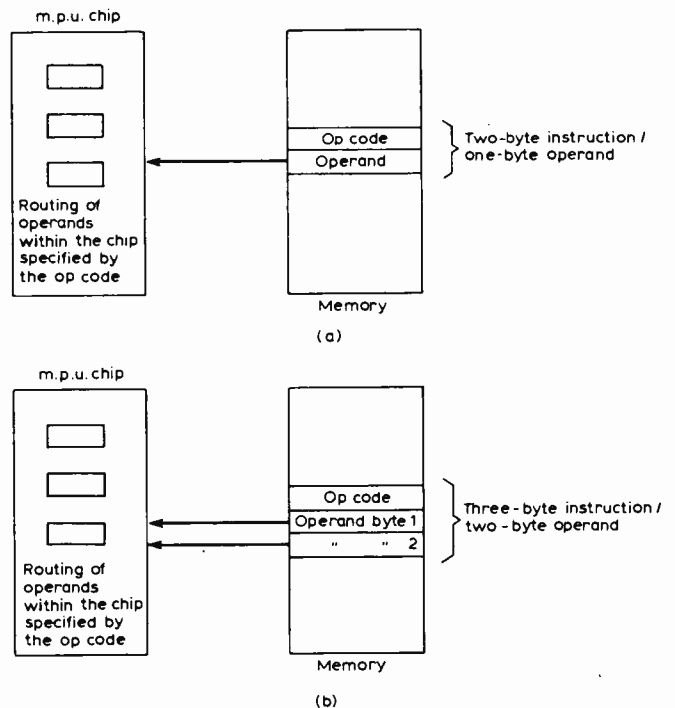 m.p.u. chip
Op code
Operand
Two-byte instruction /
one-byte operand
Routing of
operands
within the chip
specified by
the op code
Memory
(a)
m.p.u. chip
Op code
Operand byte 1
" " 2
Three-byte instruction /
two-byte operand
Routing of
operands
within the chip
specified by
the op code
Memory
(b)